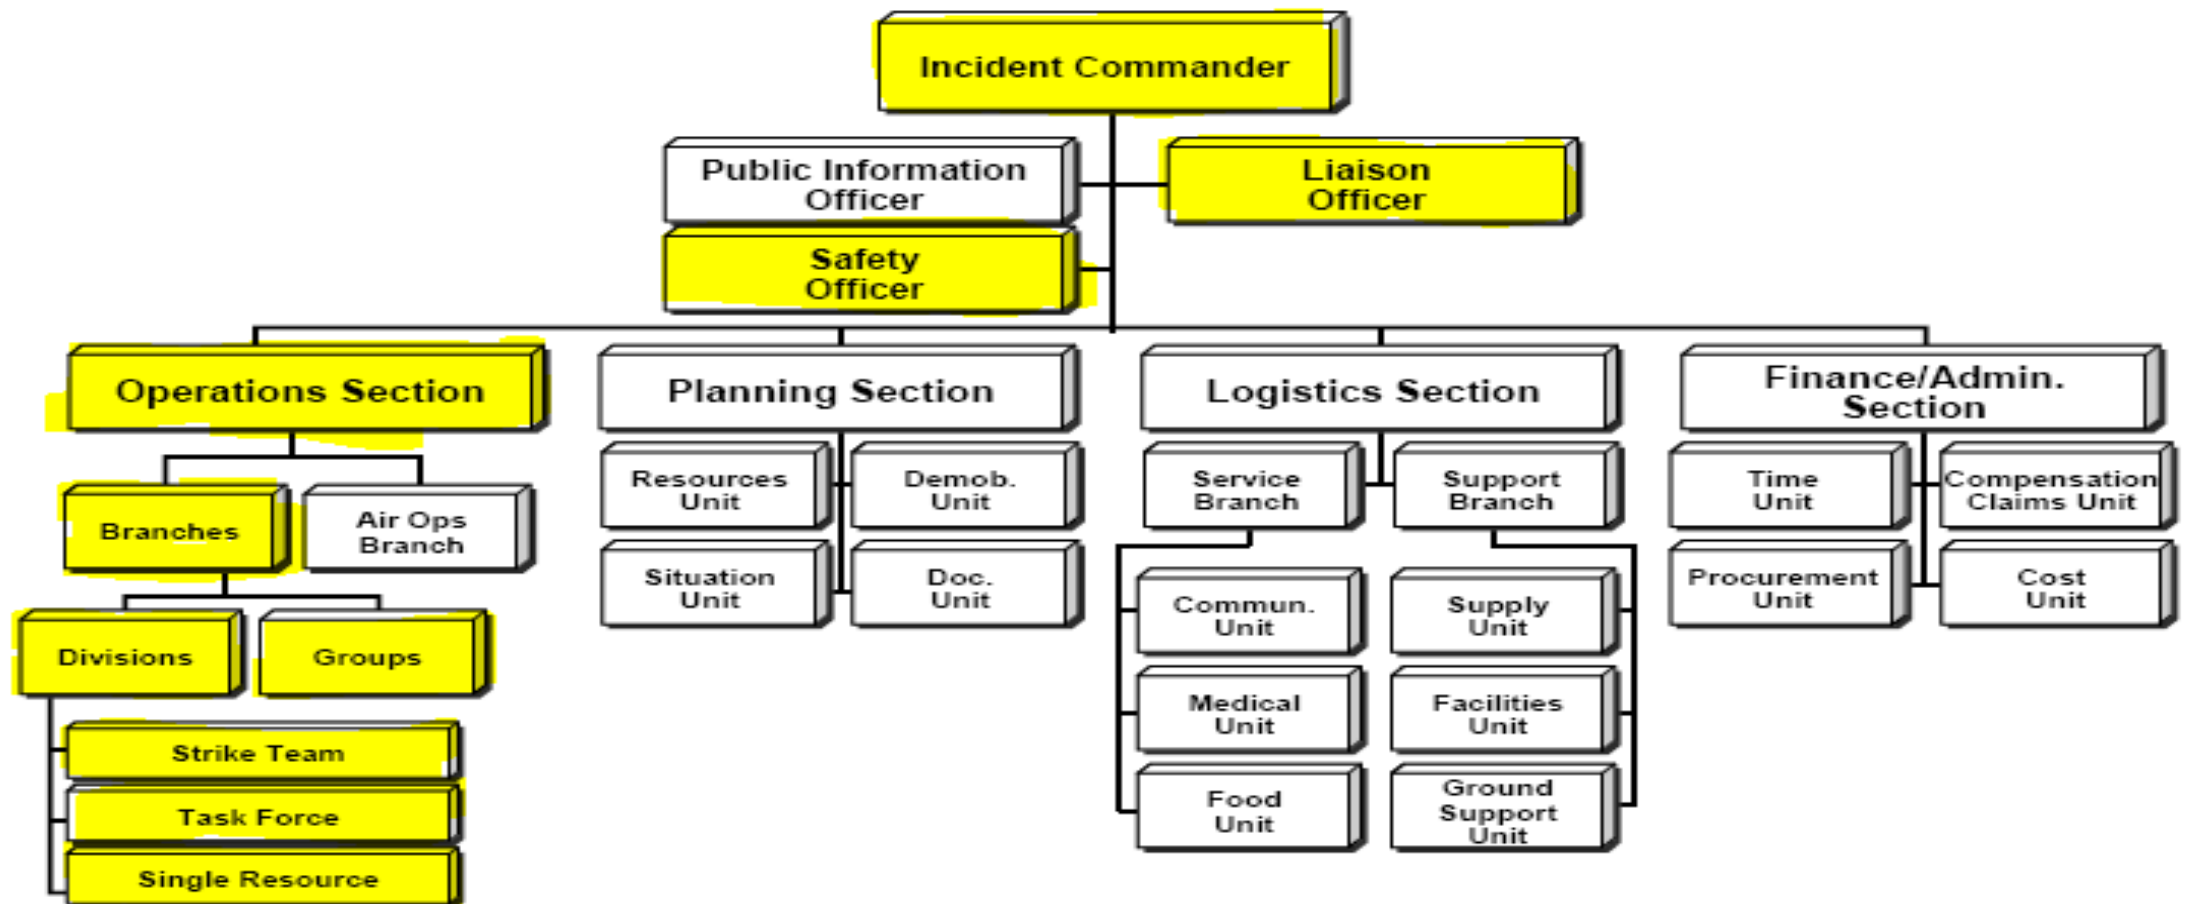 Incident Commander
Public Information
Officer
Liaison
Officer
Safety
Officer
Operations Section
Planning Section
Logistics Section
Finance/Admin.
Section
Branches
Air Ops
Branch
Divisions
Groups
Strike Team
Task Force
Single Resource
Resources
Unit
Demob.
Unit
Situation
Unit
Doc.
Unit
Service
Branch
Support
Branch
Commun.
Unit
Supply
Unit
Medical
Unit
Facilities
Unit
Food
Unit
Ground
Support
Unit
Time
Unit
Compensation
Claims Unit
Procurement
Unit
Cost
Unit